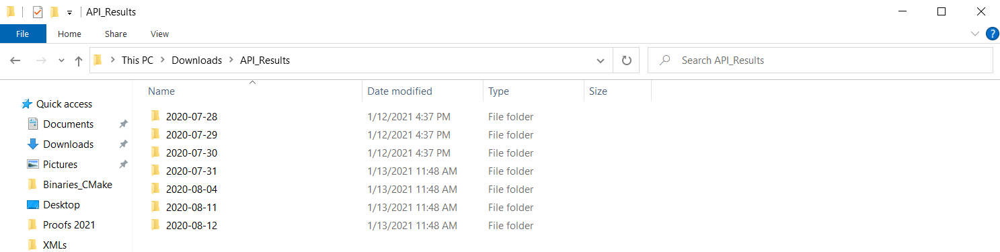 API_Results
File Home Share View ?
This PC Downloads API_Results Search API_Results
Name Date modified Type Size
Quick access
Documents
Downloads
Pictures
Binaries_CMake
Desktop
Proofs 2021
XMLs
2020-07-28 1/12/2021 4:37 PM File folder
2020-07-29 1/12/2021 4:37 PM File folder
2020-07-30 1/12/2021 4:37 PM File folder
2020-07-31 1/13/2021 11:48 AM File folder
2020-08-04 1/13/2021 11:48 AM File folder
2020-08-11 1/13/2021 11:48 AM File folder
2020-08-12 1/13/2021 11:48 AM File folder